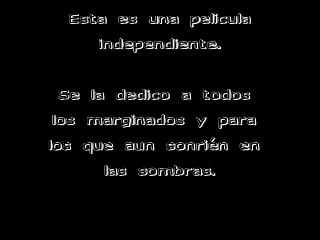 Esta es una pelicula
independiente.
Se la dedico a todos
los marginados y para
los que aun sonrién en
las sombras.